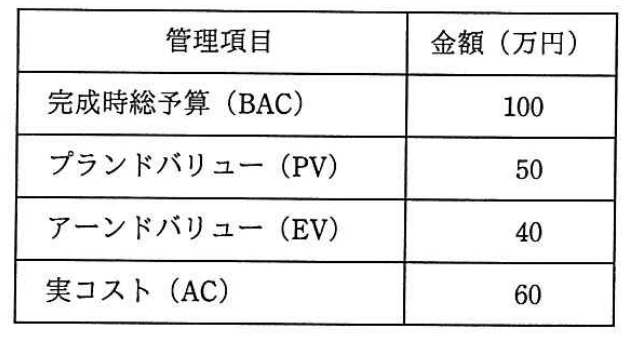 管理項目 金額（万円）
完成時総予算（BAC） 100
プランドバリュー（PV） 50
アーンドバリュー（EV） 40
実コスト（AC） 60